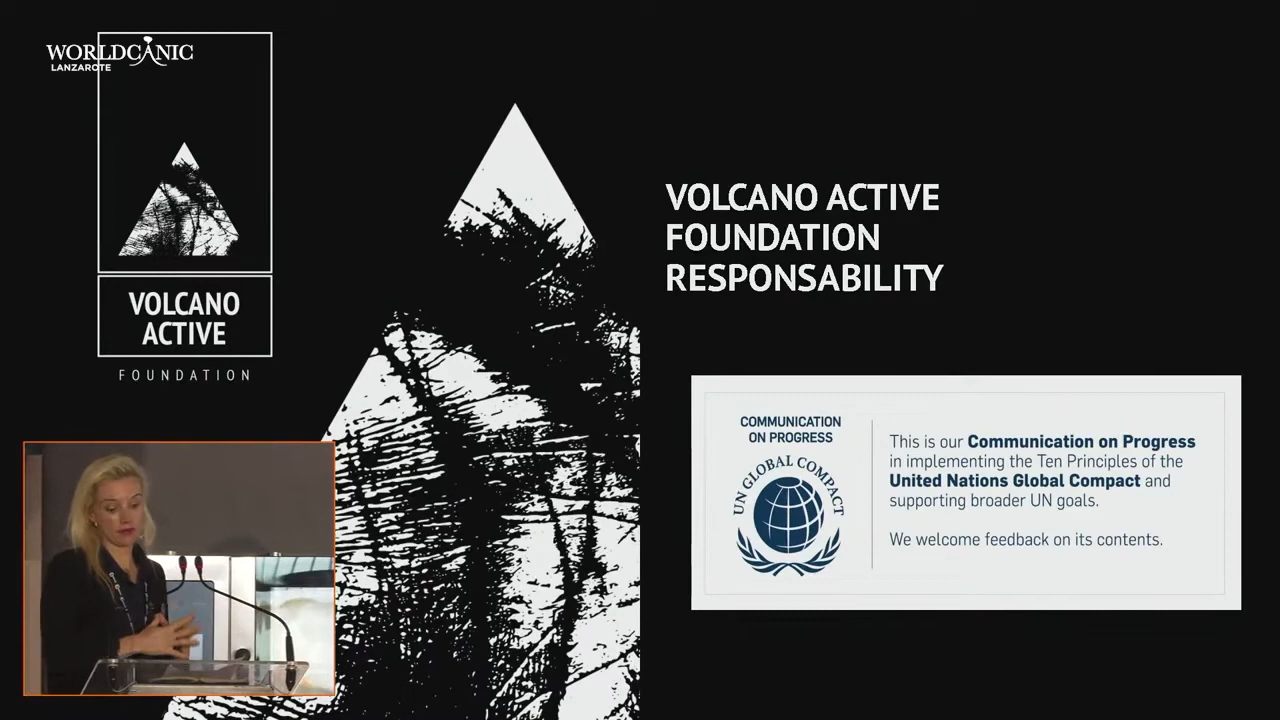 WORLDCANIC
LANZAROTE
VOLCANO
ACTIVE
FOUNDATION
VOLCANO ACTIVE
FOUNDATION
RESPONSABILITY
COMMUNICATION
ON PROGRESS
UN GLOBAL COMPACT
This is our Communication on Progress
in implementing the Ten Principles of the
United Nations Global Compact and
supporting broader UN goals.
We welcome feedback on its contents.